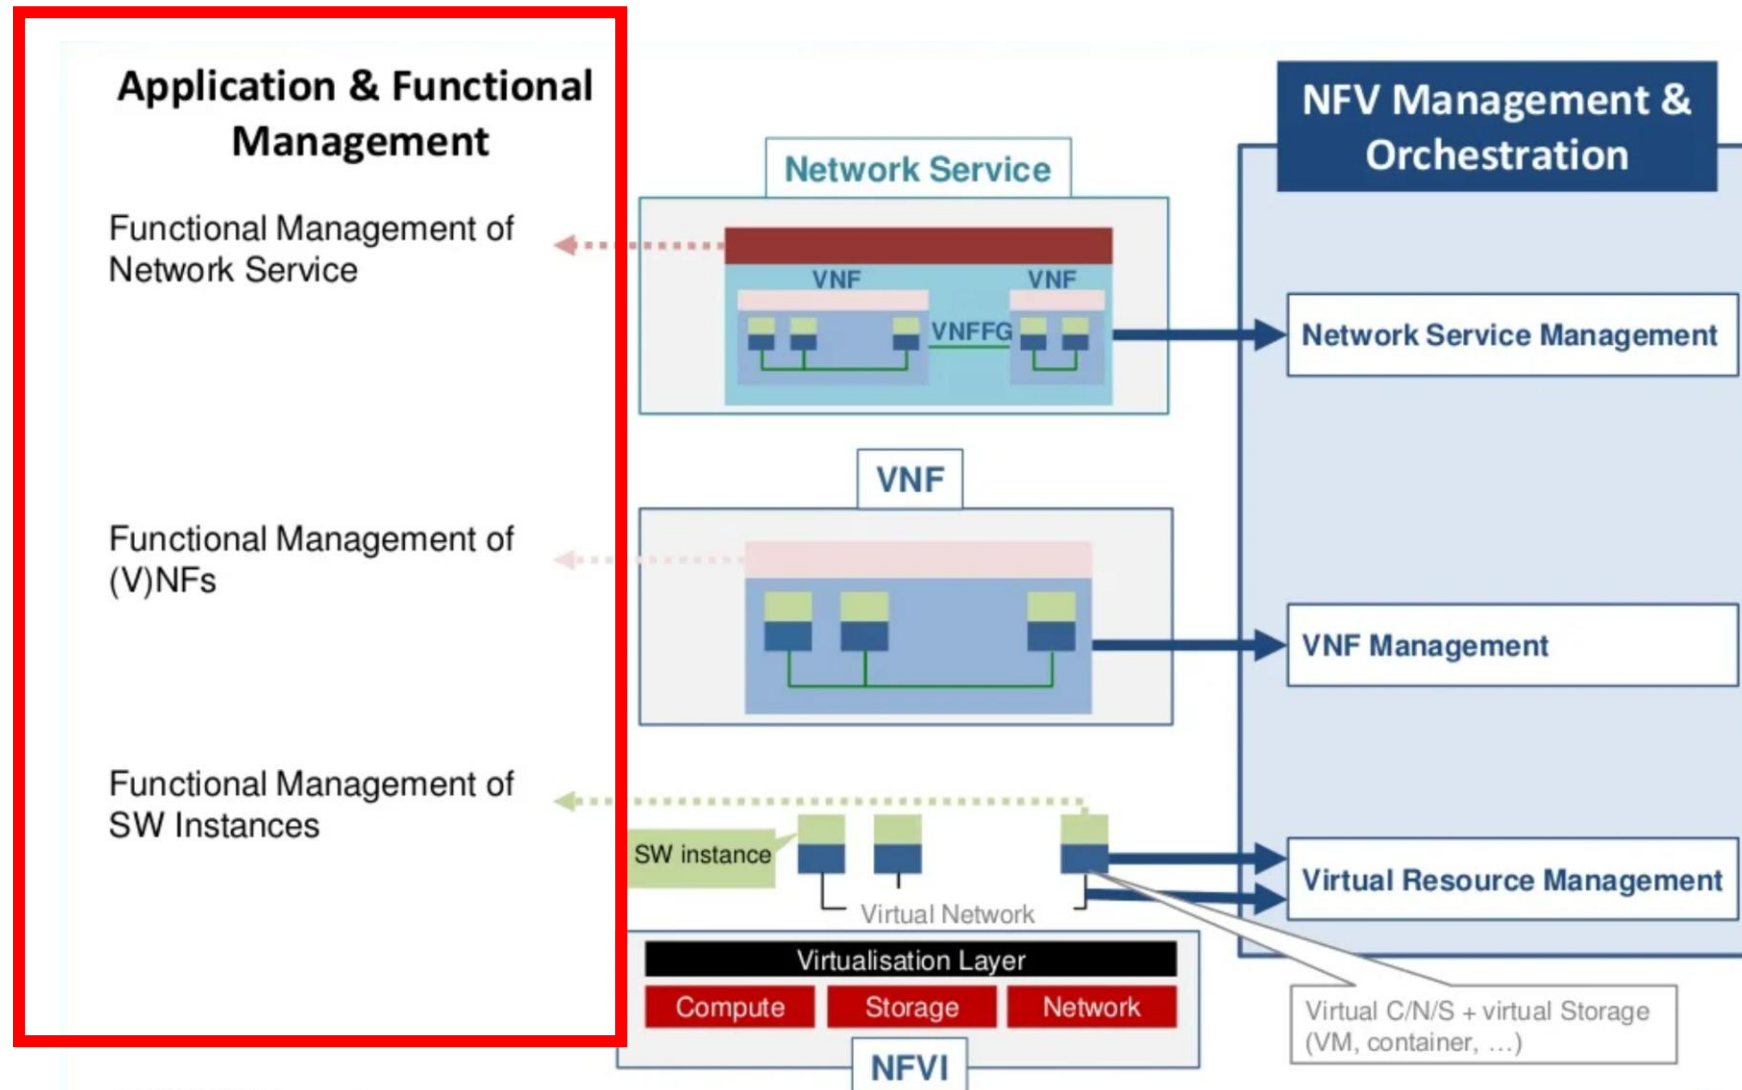 Application & Functional
Management
Functional Management of
Network Service
Functional Management of
(V)NFs
Functional Management of
SW Instances
Network Service
VNF
VNF
VNFFG
VNF
SW instance
Virtual Network
Virtualisation Layer
Compute
Storage
Network
NFVI
NFV Management &
Orchestration
Network Service Management
VNF Management
Virtual Resource Management
Virtual C/N/S + virtual Storage
(VM, container, …)